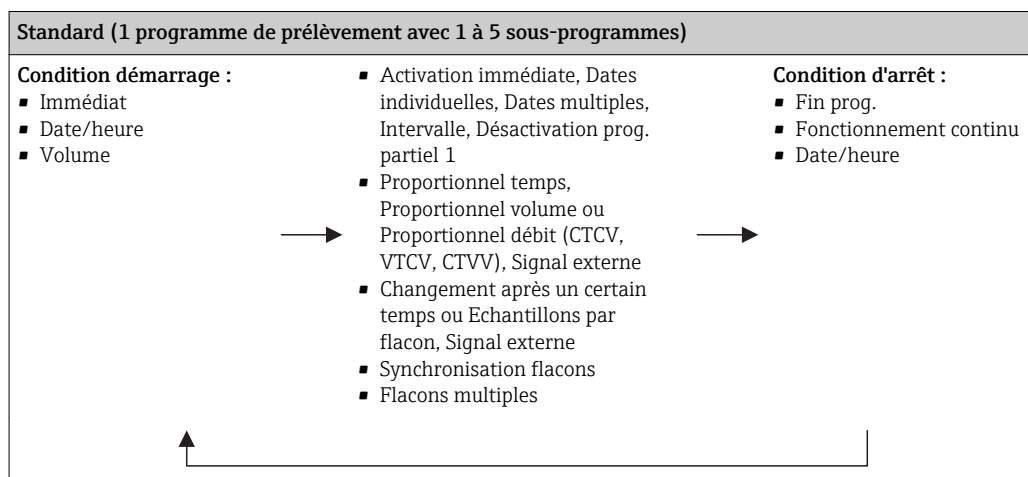 Standard (1 programme de prélèvement avec 1 à 5 sous-programmes)
Condition démarrage :
▪ Immédiat
▪ Date/heure
▪ Volume
▪ Activation immédiate, Dates
individuelles, Dates multiples,
Intervalle, Désactivation prog.
partiel 1
▪ Proportionnel temps,
Proportionnel volume ou
Proportionnel débit (CTCV,
VTCV, CTVV), Signal externe
▪ Changement après un certain
temps ou Echantillons par
flacon, Signal externe
▪ Synchronisation flacons
▪ Flacons multiples
Condition d'arrêt :
▪ Fin prog.
▪ Fonctionnement continu
▪ Date/heure